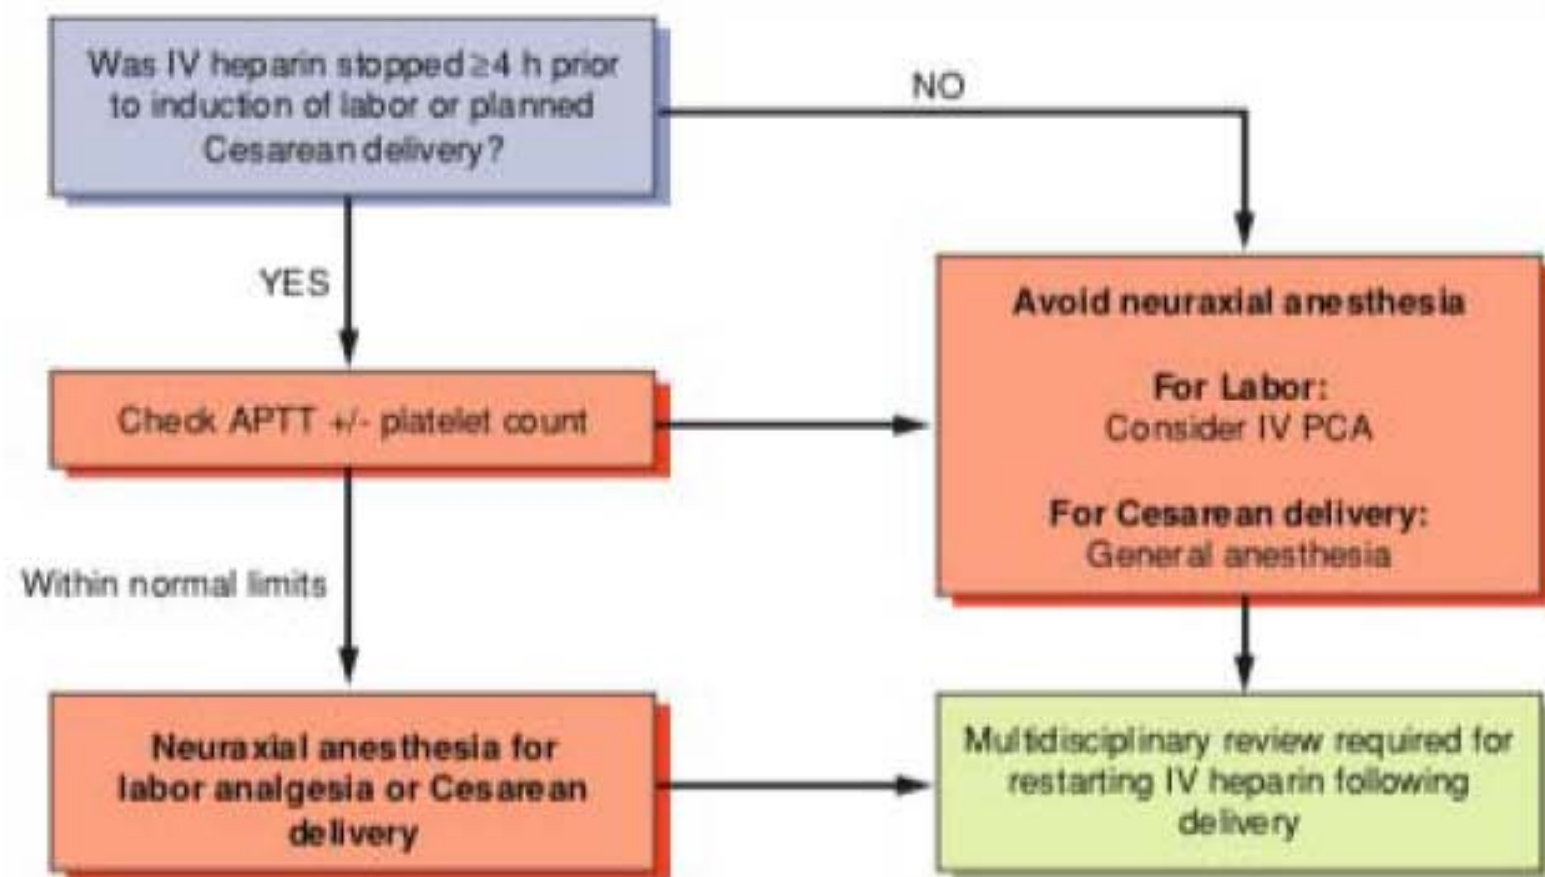 Was IV heparin stopped ≥4 h prior
to induction of labor or planned
Cesarean delivery?
NO
YES
Check APTT +/- platelet count
Avoid neuraxial anesthesia
For Labor:
Consider IV PCA
For Cesarean delivery:
General anesthesia
Within normal limits
Neuraxial anesthesia for
labor analgesia or Cesarean
delivery
Multidisciplinary review required for
restarting IV heparin following
delivery